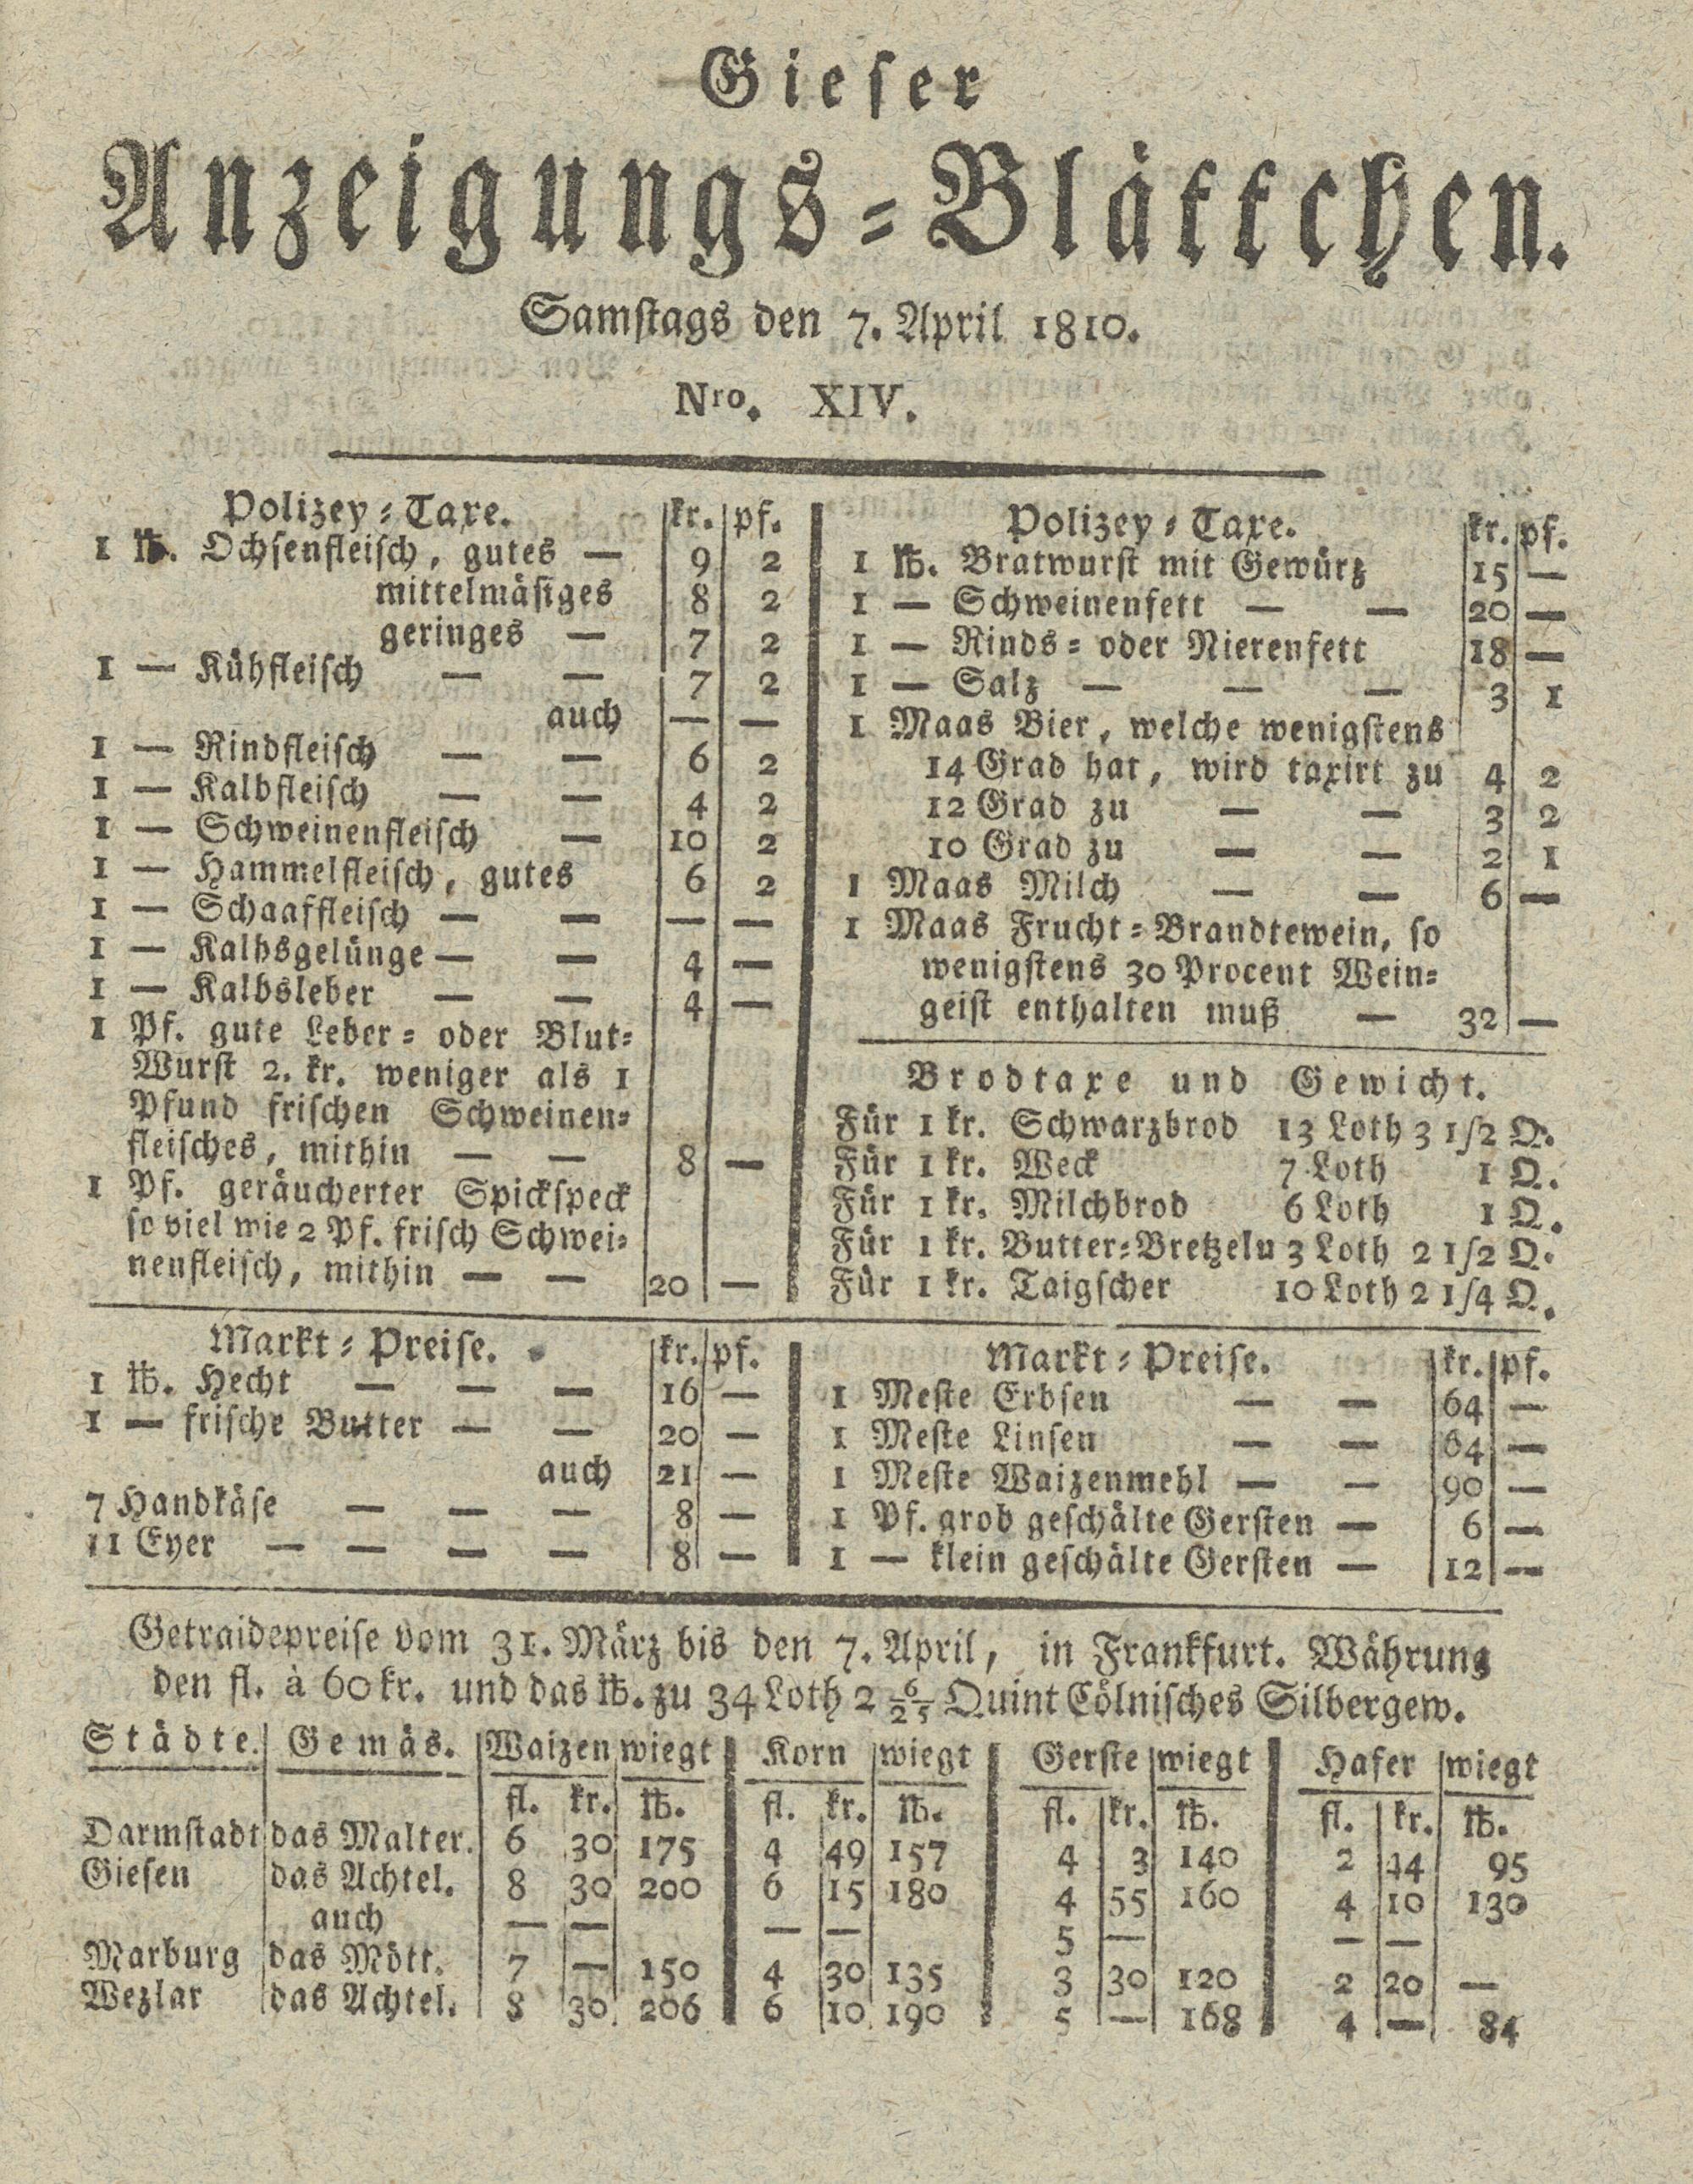 Gieser
Anzeigungs-Blättchen.
Samstags den 7. April 1810.
Nro. XIV.
Polizey-Taxe. kr. pf.
1 ℔. Ochsenfleisch, gutes — 9 2
mittelmäsiges 8 2
geringes — 7 2
1 — Kühfleisch — — 7 2
auch — —
1 — Rindfleisch — — 6 2
1 — Kalbfleisch — — 4 2
1 — Schweinenfleisch — 10 2
1 — Hammelfleisch, gutes 6 2
1 — Schaaffleisch — — — —
1 — Kalbsgelünge — — 4 —
1 — Kalbsleber — — 4 —
1 Pf. gute Leber- oder Blut-
Wurst 2. kr. weniger als 1
Pfund frischen Schweinen-
fleisches, mithin — — 8 —
1 Pf. geräucherter Spickspeck
so viel wie 2 Pf. frisch Schwei-
nenfleisch, mithin — — 20 —
Polizey-Taxe. kr. pf.
1 ℔. Bratwurst mit Gewürz 15 —
1 — Schweinenfett — — 20 —
1 — Rinds- oder Nierenfett 18 —
1 — Salz — — — 3 1
1 Maas Bier, welche wenigstens
14 Grad hat, wird taxirt zu 4 2
12 Grad zu — — 3 2
10 Grad zu — — 2 1
1 Maas Milch — — 6 —
1 Maas Frucht-Brandtewein, so
wenigstens 30 Procent Wein-
geist enthalten muß — 32 —
Brodtaxe und Gewicht.
Für 1 kr. Schwarzbrod 13 Loth 3 1/2 Q.
Für 1 kr. Weck 7 Loth 1 Q.
Für 1 kr. Milchbrod 6 Loth 1 Q.
Für 1 kr. Butter-Bretzeln 3 Loth 2 1/2 Q.
Für 1 kr. Taigscher 10 Loth 2 1/4 Q.
Markt-Preise. kr. pf.
1 ℔. Hecht — — — 16 —
1 — frische Butter — — 20 —
auch 21 —
7 Handkäse — — — 8 —
11 Eyer — — — — 8 —
Markt-Preise. kr. pf.
1 Meste Erbsen — — 64 —
1 Meste Linsen — — 64 —
1 Meste Waizenmehl — — 90 —
1 Pf. grob geschälte Gersten — 6 —
1 — klein geschälte Gersten — 12 —
Getraidepreise vom 31. März bis den 7. April, in Frankfurt. Währung
den fl. à 60 kr. und das ℔. zu 34 Loth 2 6/25 Quint Cölnisches Silbergew.
Städte. Gemäs. Waizen wiegt Korn wiegt Gerste wiegt Hafer wiegt
fl. kr. ℔. fl. kr. ℔. fl. kr. ℔. fl. kr. ℔.
Darmstadt das Malter. 6 30 175 4 49 157 4 3 140 2 44 95
Giesen das Achtel. 8 30 200 6 15 180 4 55 160 4 10 130
auch — — — — 5 — — —
Marburg das Mött. 7 — 150 4 30 135 3 30 120 2 20 —
Wezlar das Achtel. 8 30 206 6 10 190 5 — 168 4 — 84